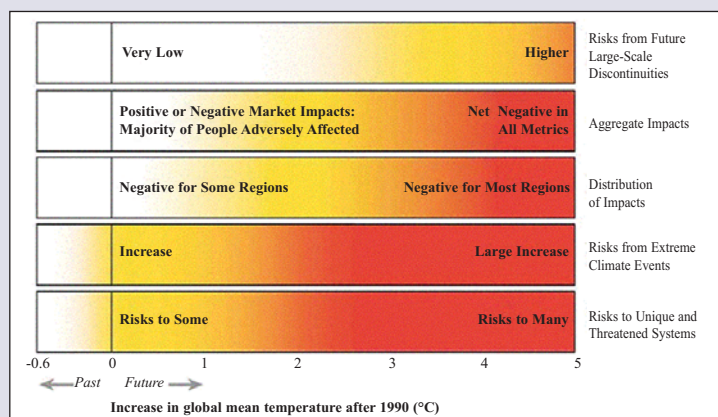 Very Low
Higher
Risks from Future
Large-Scale
Discontinuities
Positive or Negative Market Impacts:
Majority of People Adversely Affected
Net Negative in
All Metrics
Aggregate Impacts
Negative for Some Regions
Negative for Most Regions
Distribution
of Impacts
Increase
Large Increase
Risks from Extreme
Climate Events
Risks to Some
Risks to Many
Risks to Unique and
Threatened Systems
-0.6 0 1 2 3 4 5
Past Future
Increase in global mean temperature after 1990 (°C)